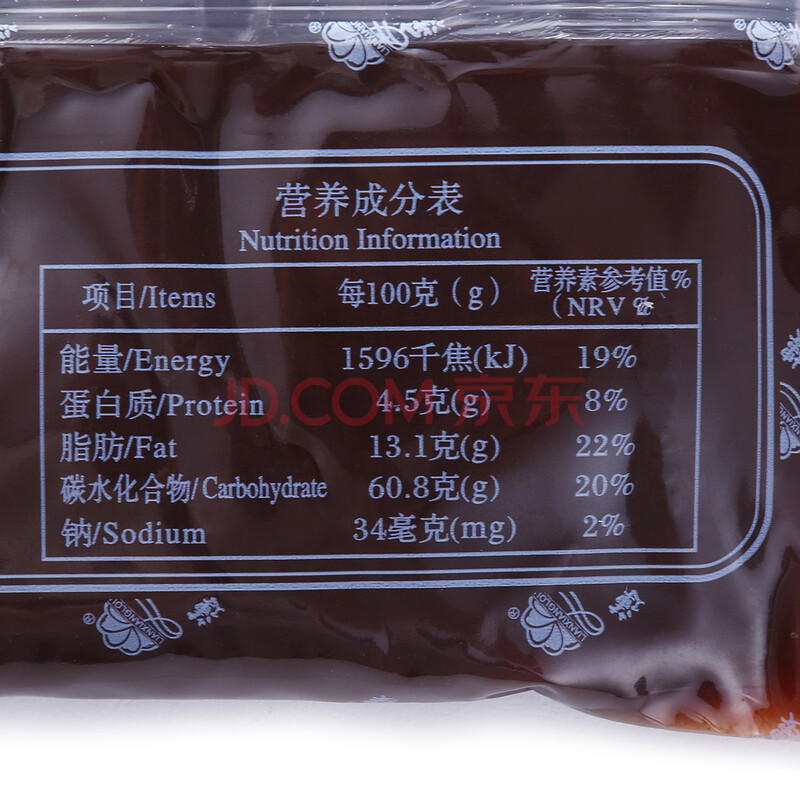 营养成分表
Nutrition Information
项目/Items 每100克（g） 营养素参考值%
（NRV %）
能量/Energy 1596千焦(kJ) 19%
蛋白质/Protein 4.5克(g) 8%
JD.COM 京东
脂肪/Fat 13.1克(g) 22%
碳水化合物/Carbohydrate 60.8克(g) 20%
钠/Sodium 34毫克(mg) 2%
LIANXIANGLOU ®
® LIANXIANGLOU